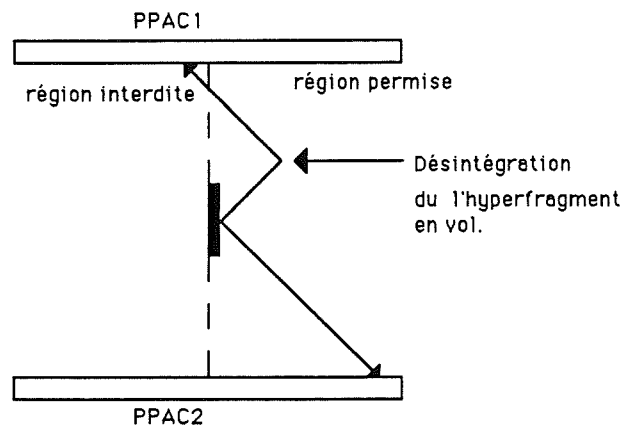 PPAC1
région permise
région interdite
Désintégration
du l'hyperfragment
en vol.
PPAC2